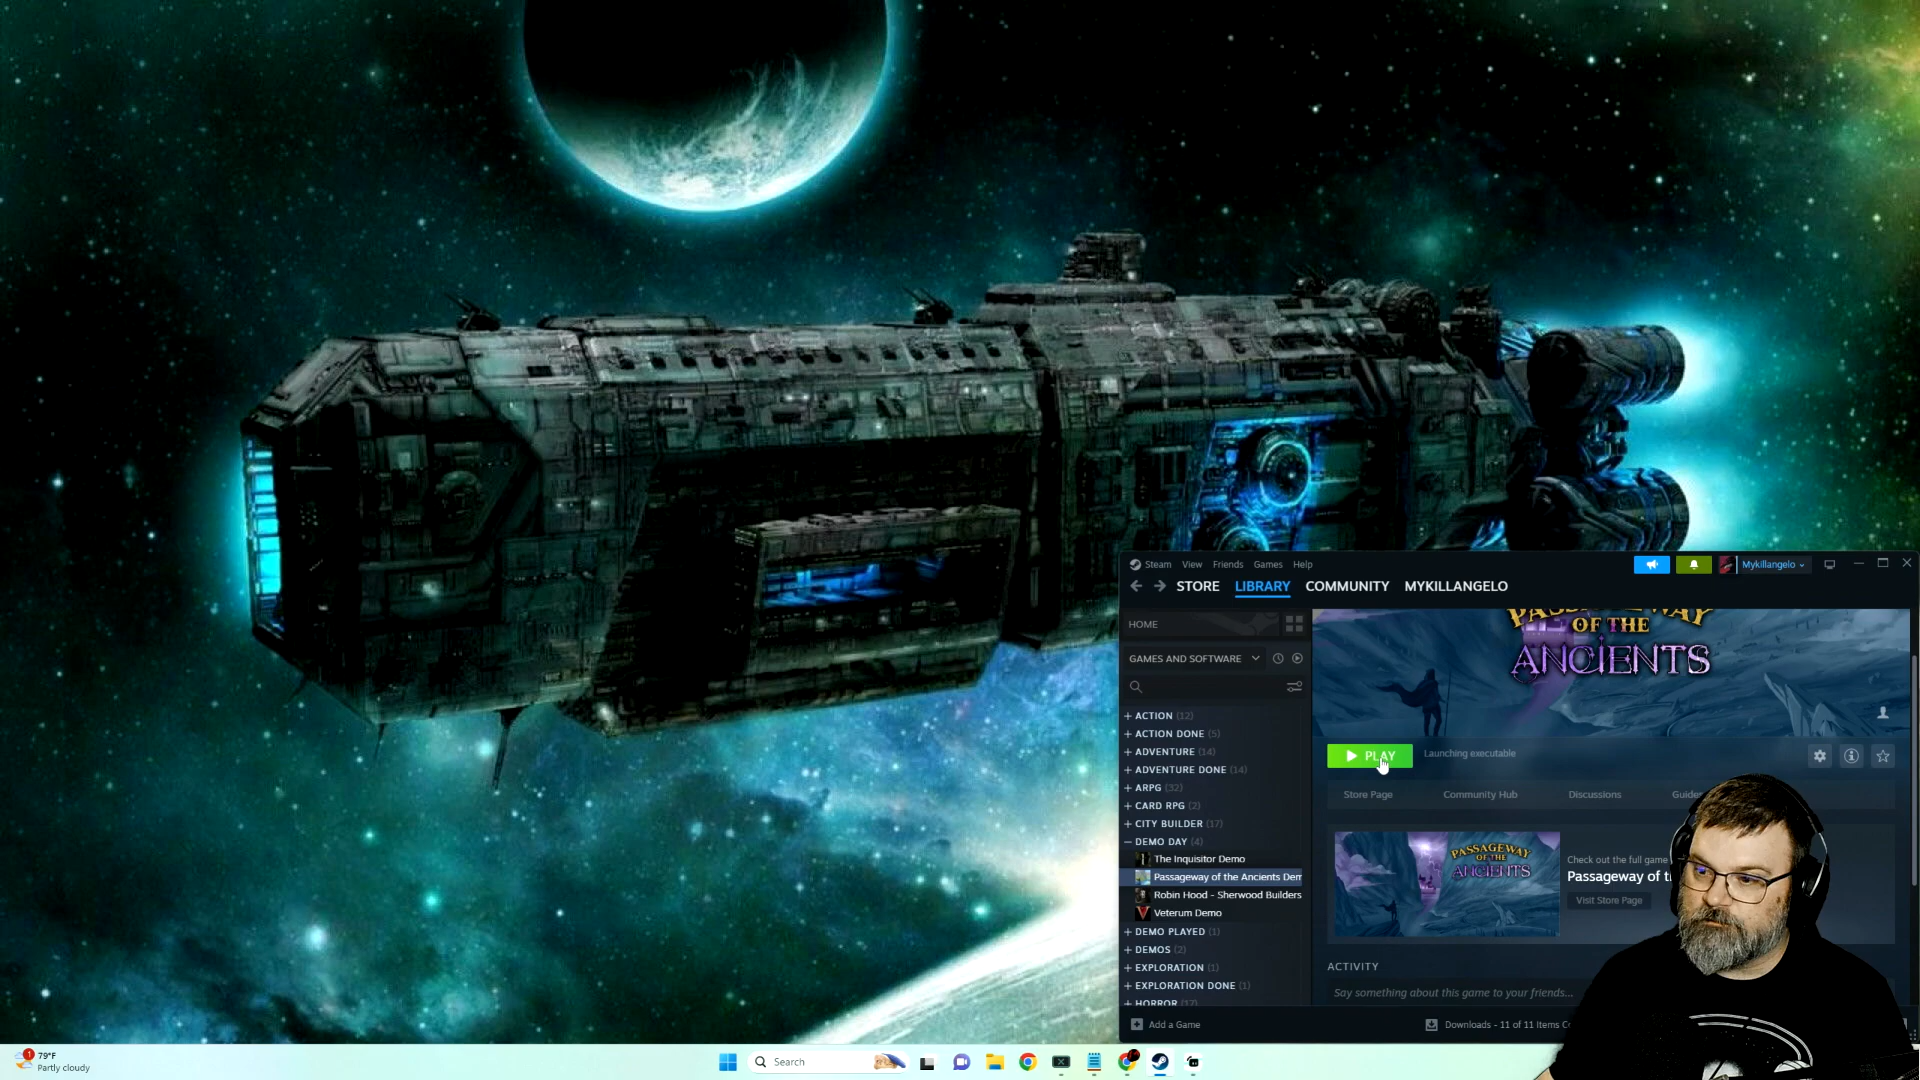 Steam View Friends Games Help
Mykillangelo
STORE LIBRARY COMMUNITY MYKILLANGELO
HOME
GAMES AND SOFTWARE
OF THE
ANCIENTS
ACTION (12)
ACTION DONE (5)
ADVENTURE (14)
ADVENTURE DONE (14)
ARPG (32)
CARD RPG (2)
CITY BUILDER (17)
DEMO DAY (4)
The Inquisitor Demo
Passageway of the Ancients Dem
Robin Hood - Sherwood Builders
Veterum Demo
DEMO PLAYED (1)
DEMOS (2)
EXPLORATION (1)
EXPLORATION DONE (1)
HORROR
Add a Game
PLAY
Launching executable
Store Page Community Hub Discussions Guides
PASSAGEWAY
OF THE
ANCIENTS
Check out the full game
Passageway of t
Visit Store Page
ACTIVITY
Say something about this game to your friends...
Downloads - 11 of 11 Items Co
1
79°F
Partly cloudy
Search